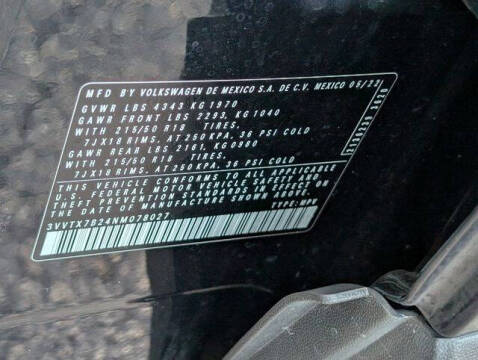 MFD BY VOLKSWAGEN DE MEXICO S.A. DE C.V. MEXICO 05/22
GVWR LBS 4343 KG 1970
GAWR FRONT LBS 2293, KG 1040
WITH 215/50 R18 TIRES.
7JX18 RIMS, AT 250 KPA, 36 PSI COLD
GAWR REAR LBS 2161, KG 0980
WITH 215/50 R18 TIRES.
7JX18 RIMS, AT 250 KPA, 36 PSI COLD
THIS VEHICLE CONFORMS TO ALL APPLICABLE
U.S. FEDERAL MOTOR VEHICLE SAFETY AND
THEFT PREVENTION STANDARDS IN EFFECT ON
THE DATE OF MANUFACTURE SHOWN ABOVE
TYPE: MPV
3VVTX7B24NM078027